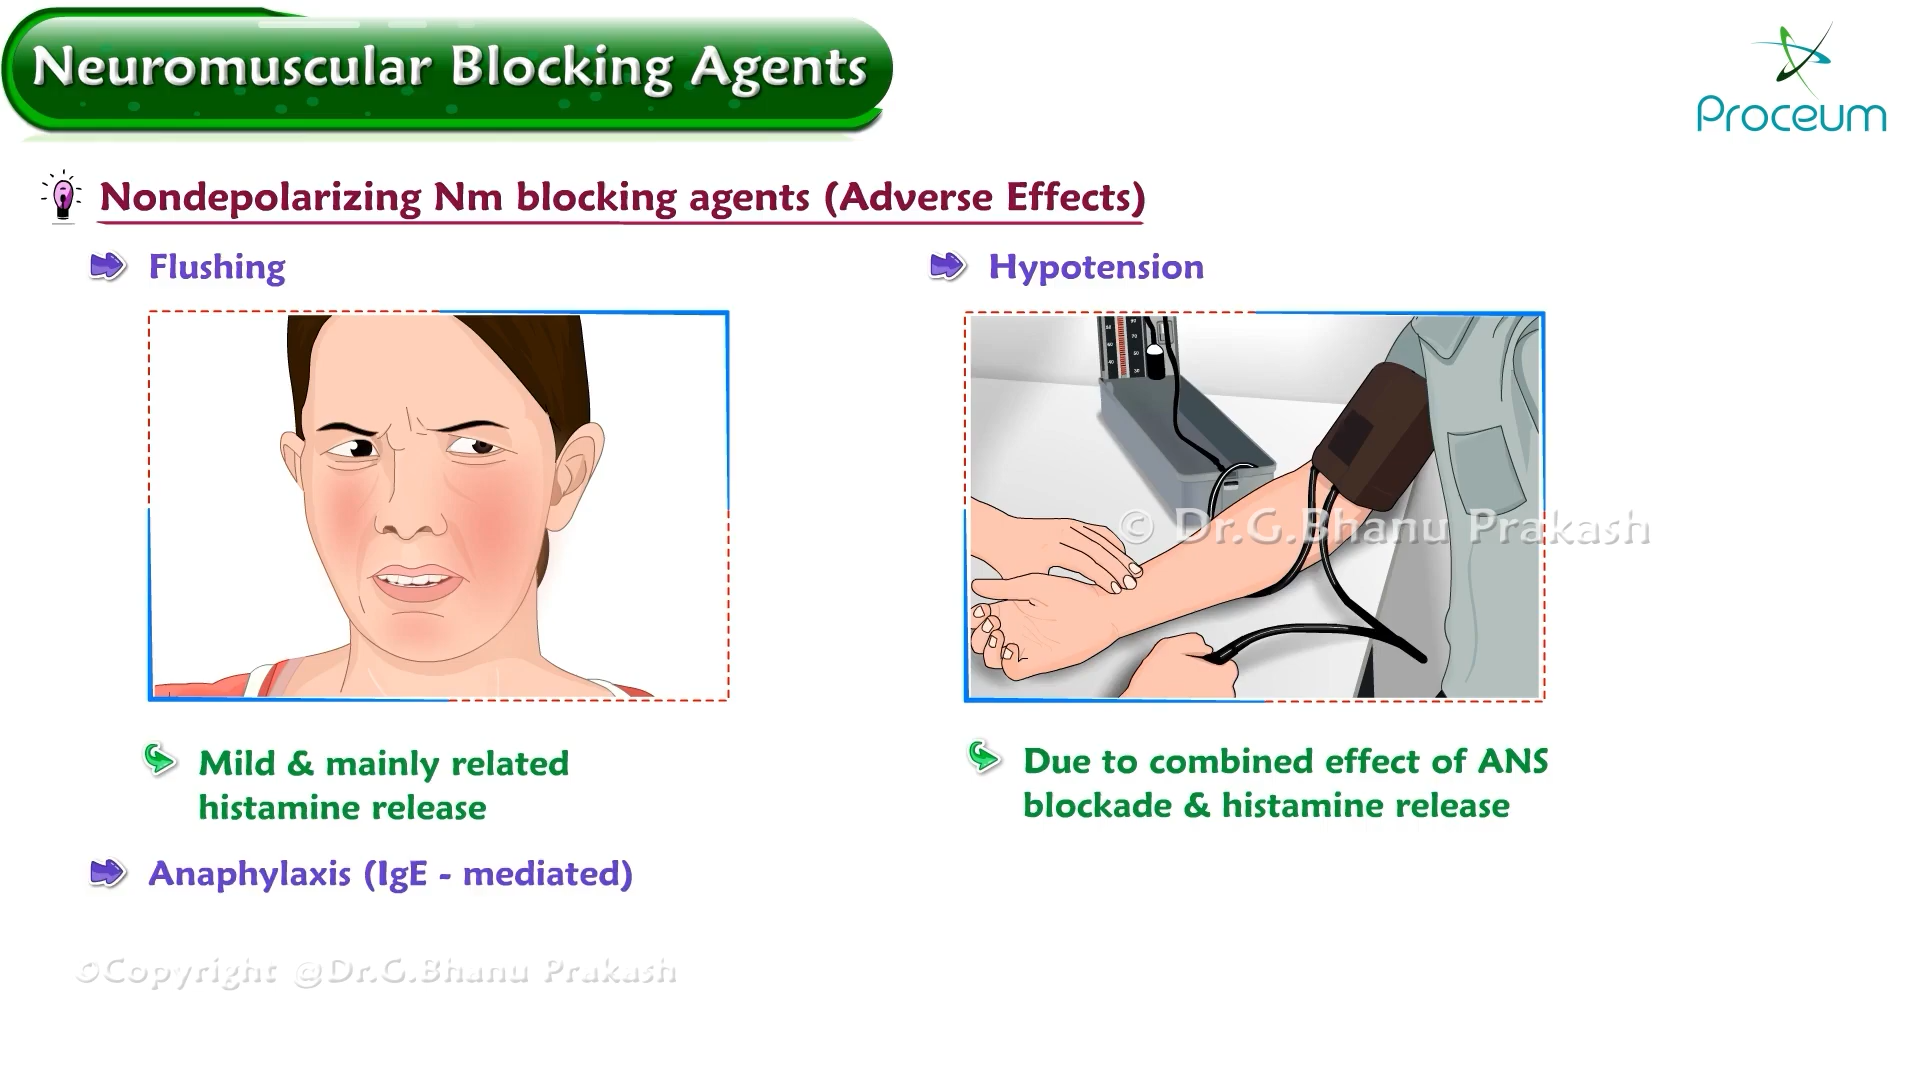 Neuromuscular Blocking Agents
Proceum
Nondepolarizing Nm blocking agents (Adverse Effects)
Flushing
Hypotension
© Dr.G.Bhanu Prakash
Mild & mainly related
histamine release
Due to combined effect of ANS
blockade & histamine release
Anaphylaxis (IgE - mediated)
©Copyright @Dr.G.Bhanu Prakash